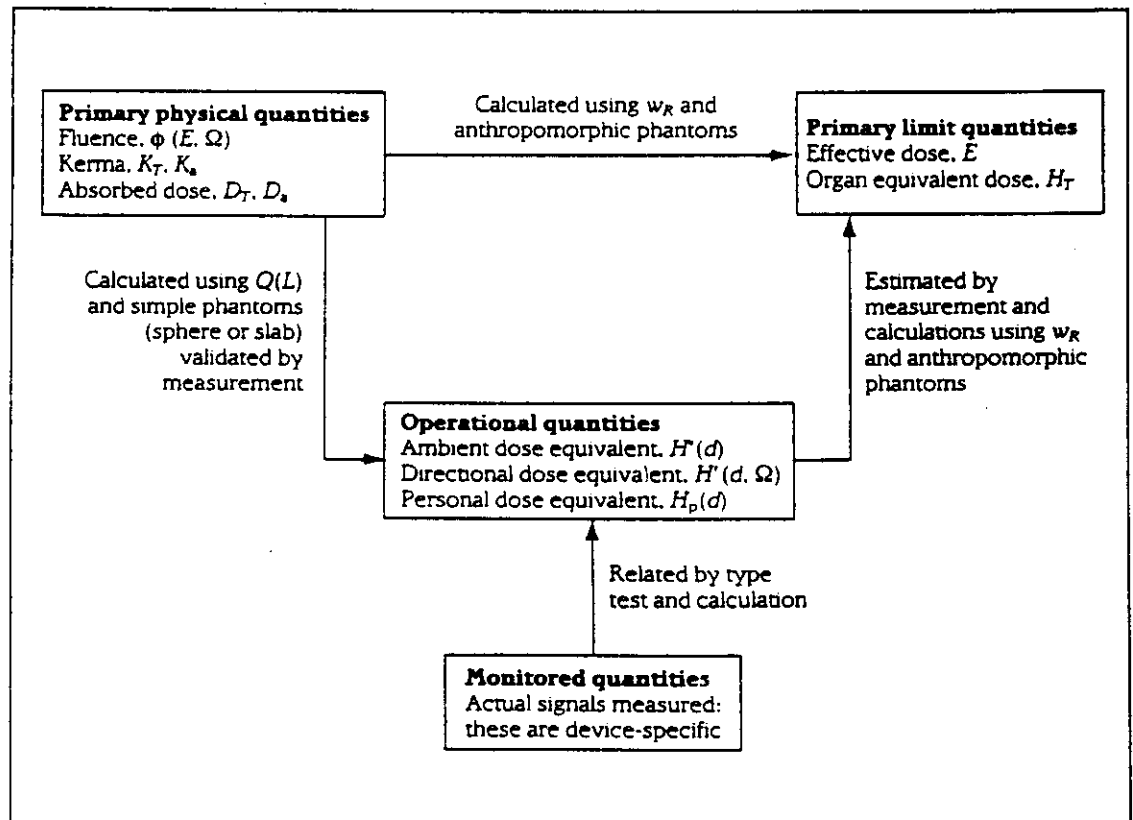 Primary physical quantities
Fluence, Φ (E, Ω)
Kerma, K_T, K_a
Absorbed dose, D_T, D_a
Calculated using w_R and
anthropomorphic phantoms
Primary limit quantities
Effective dose, E
Organ equivalent dose, H_T
Calculated using Q(L)
and simple phantoms
(sphere or slab)
validated by
measurement
Estimated by
measurement and
calculations using w_R
and anthropomorphic
phantoms
Operational quantities
Ambient dose equivalent, H*(d)
Directional dose equivalent, H'(d, Ω)
Personal dose equivalent, H_p(d)
Related by type
test and calculation
Monitored quantities
Actual signals measured:
these are device-specific